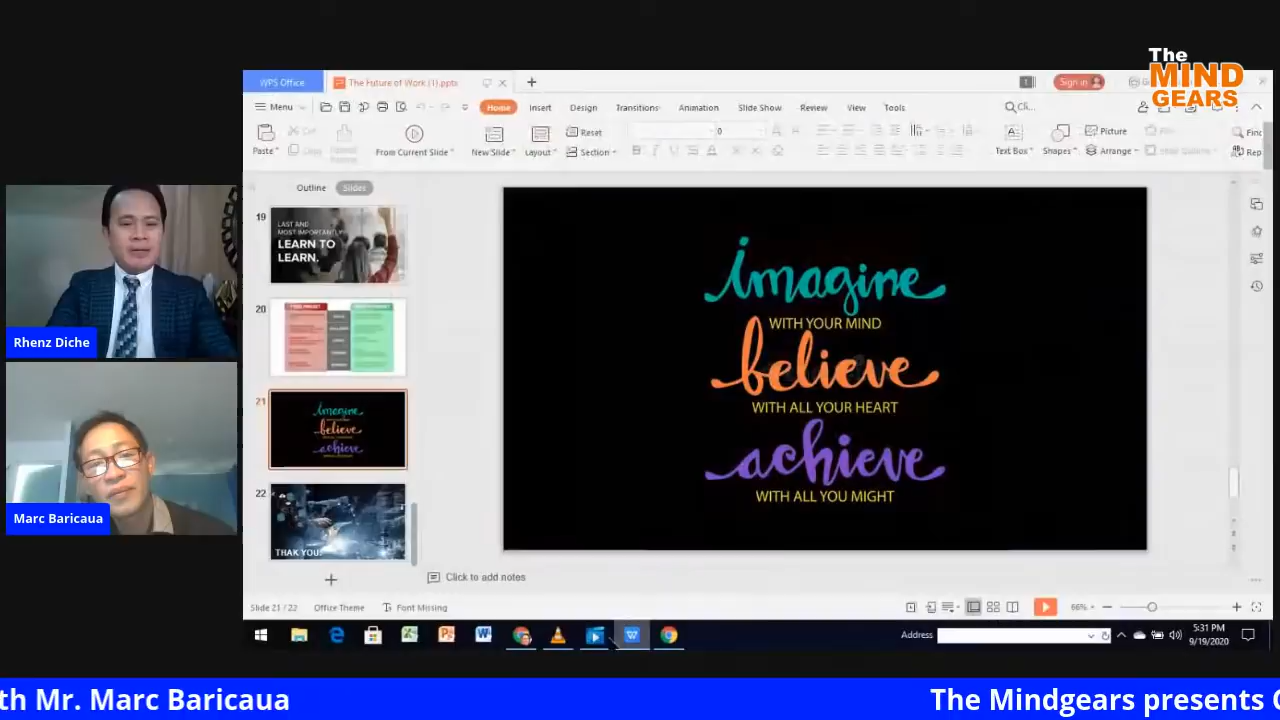 The
MIND
GEARS
WPS Office
The Future of Work (1).pptx
Sign in
Menu
Home
Insert
Design
Transitions
Animation
Slide Show
Review
View
Tools
Paste
Cut
Copy
From Current Slide
New Slide
Layout
Reset
Section
0
Text Box
Shapes
Picture
Arrange
Outline
Slides
19
LAST AND
MOST IMPORTANTLY
LEARN TO
LEARN.
20
21
imagine
believe
achieve
22
THAK YOU!
imagine
WITH YOUR MIND
believe
WITH ALL YOUR HEART
achieve
WITH ALL YOU MIGHT
Rhenz Diche
Marc Baricaua
Click to add notes
Slide 21 / 22
Office Theme
Font Missing
66%
Address
5:31 PM
9/19/2020
th Mr. Marc Baricaua
The Mindgears presents